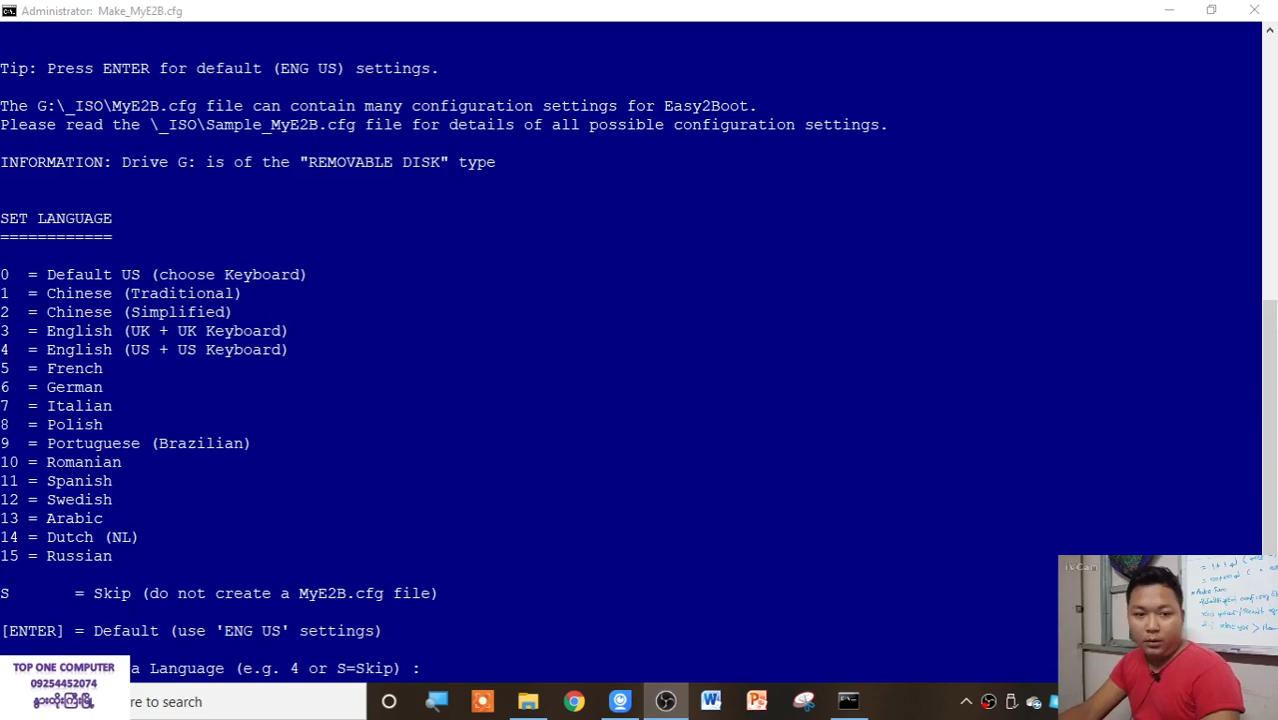 Administrator: Make_MyE2B.cfg
Tip: Press ENTER for default (ENG US) settings.
The G:\_ISO\MyE2B.cfg file can contain many configuration settings for Easy2Boot.
Please read the \_ISO\Sample_MyE2B.cfg file for details of all possible configuration settings.
INFORMATION: Drive G: is of the "REMOVABLE DISK" type
SET LANGUAGE
============
0 = Default US (choose Keyboard)
1 = Chinese (Traditional)
2 = Chinese (Simplified)
3 = English (UK + UK Keyboard)
4 = English (US + US Keyboard)
5 = French
6 = German
7 = Italian
8 = Polish
9 = Portuguese (Brazilian)
10 = Romanian
11 = Spanish
12 = Swedish
13 = Arabic
14 = Dutch (NL)
15 = Russian
S = Skip (do not create a MyE2B.cfg file)
[ENTER] = Default (use 'ENG US' settings)
a Language (e.g. 4 or S=Skip) :
TOP ONE COMPUTER
09254452074
re to search